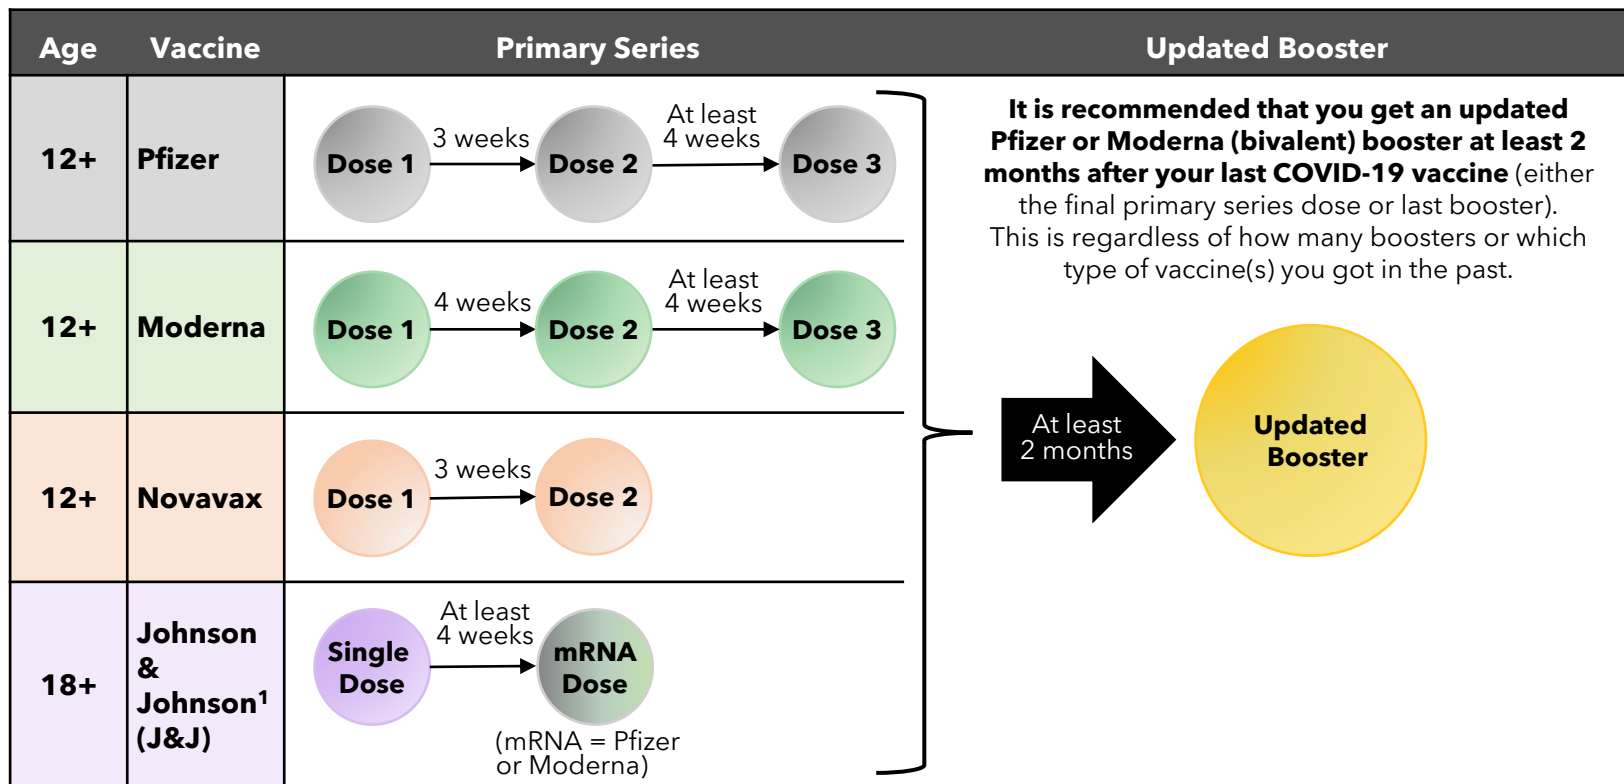 Age Vaccine Primary Series Updated Booster
12+ Pfizer
Dose 1
3 weeks
Dose 2
At least
4 weeks
Dose 3
12+ Moderna
Dose 1
4 weeks
Dose 2
At least
4 weeks
Dose 3
12+ Novavax
Dose 1
3 weeks
Dose 2
18+
Johnson
&
Johnson¹
(J&J)
Single
Dose
At least
4 weeks
mRNA
Dose
(mRNA = Pfizer
or Moderna)
It is recommended that you get an updated
Pfizer or Moderna (bivalent) booster at least 2
months after your last COVID-19 vaccine (either
the final primary series dose or last booster).
This is regardless of how many boosters or which
type of vaccine(s) you got in the past.
At least
2 months
Updated
Booster